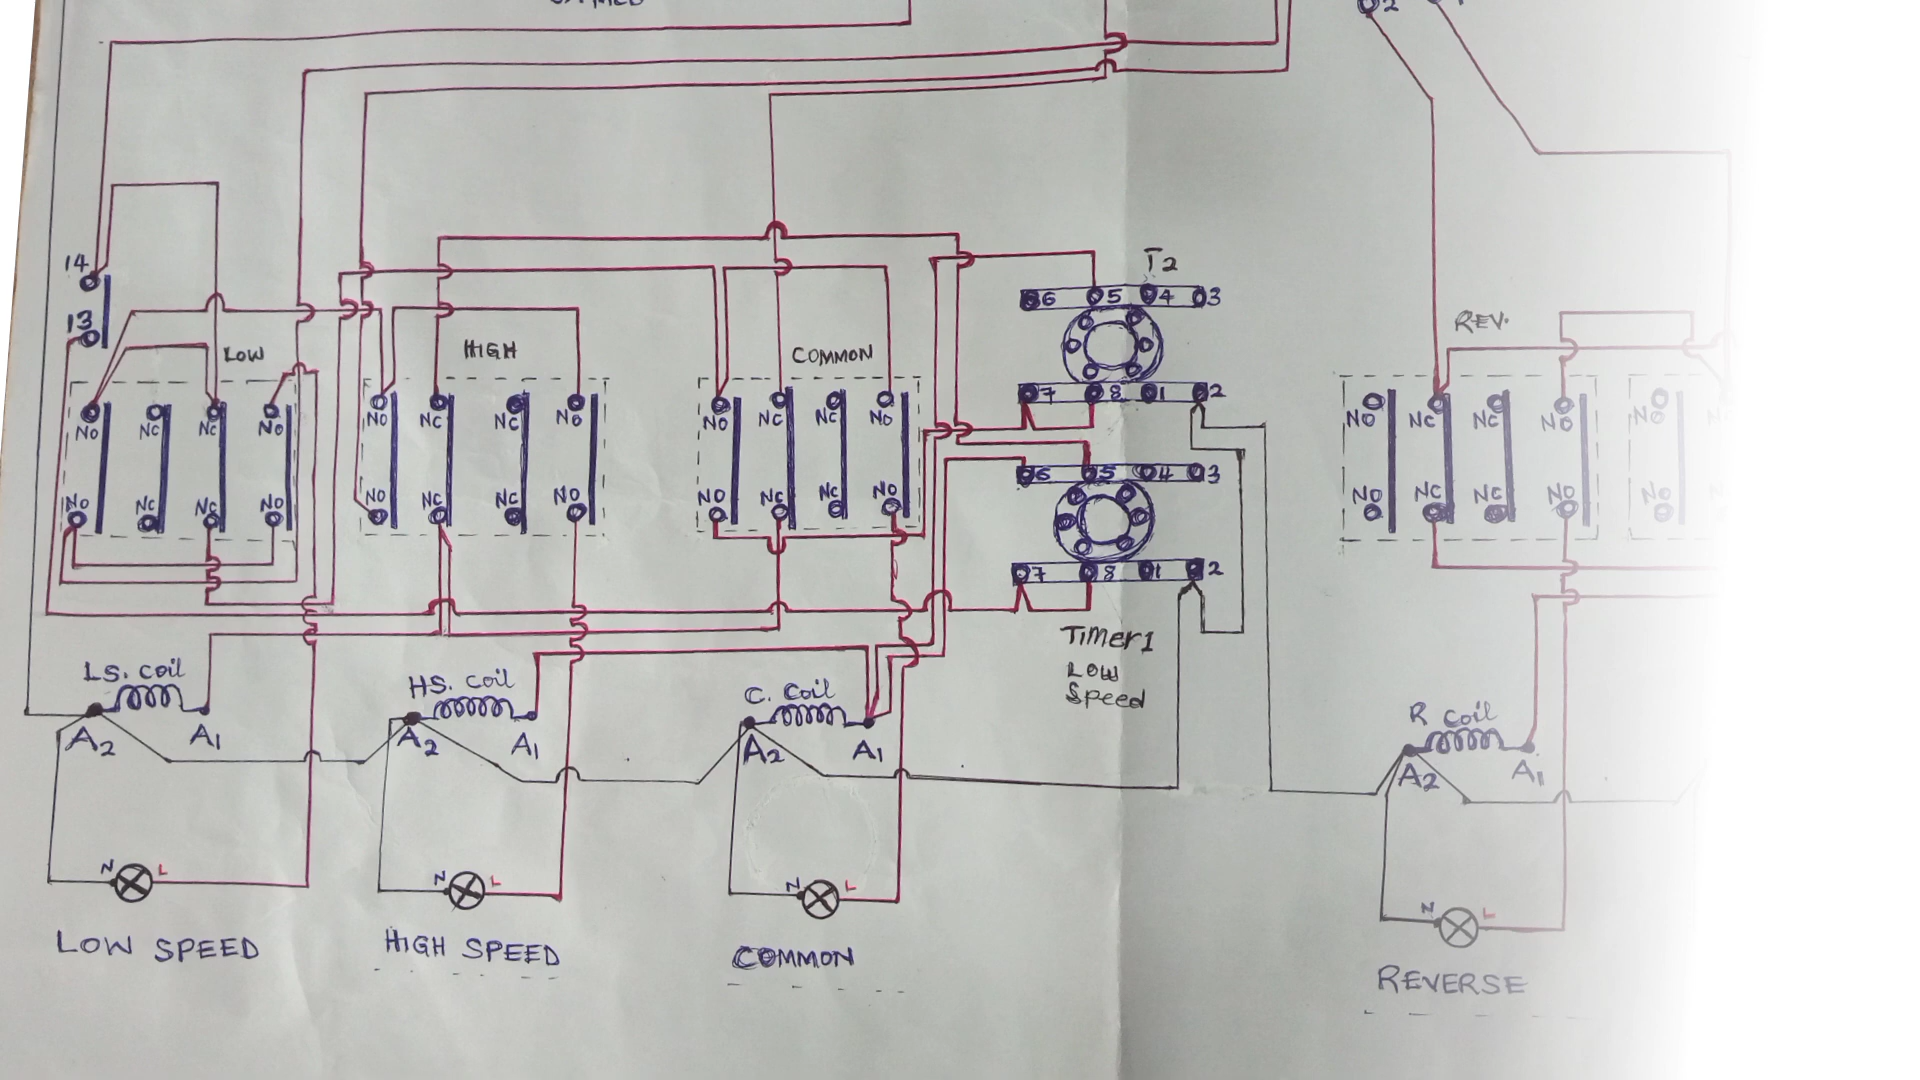 2
14
T2
6 5 4 3
13
LOW
HIGH
COMMON
REV.
7 8 1 2
NO NC NC NO
NO NC NC NO
NO NC NC NO
NO NC NC NO
NO
6 5 4 3
NO NC NC NO
NO NC NC NO
NO NC NC NO
NO NC NC NO
NO
7 8 1 2
Timer1
Low
Speed
LS. coil
HS. coil
C. Coil
R coil
A2 A1
A2 A1
A2 A1
A2 A1
N L
N L
N L
N L
LOW SPEED
HIGH SPEED
COMMON
REVERSE